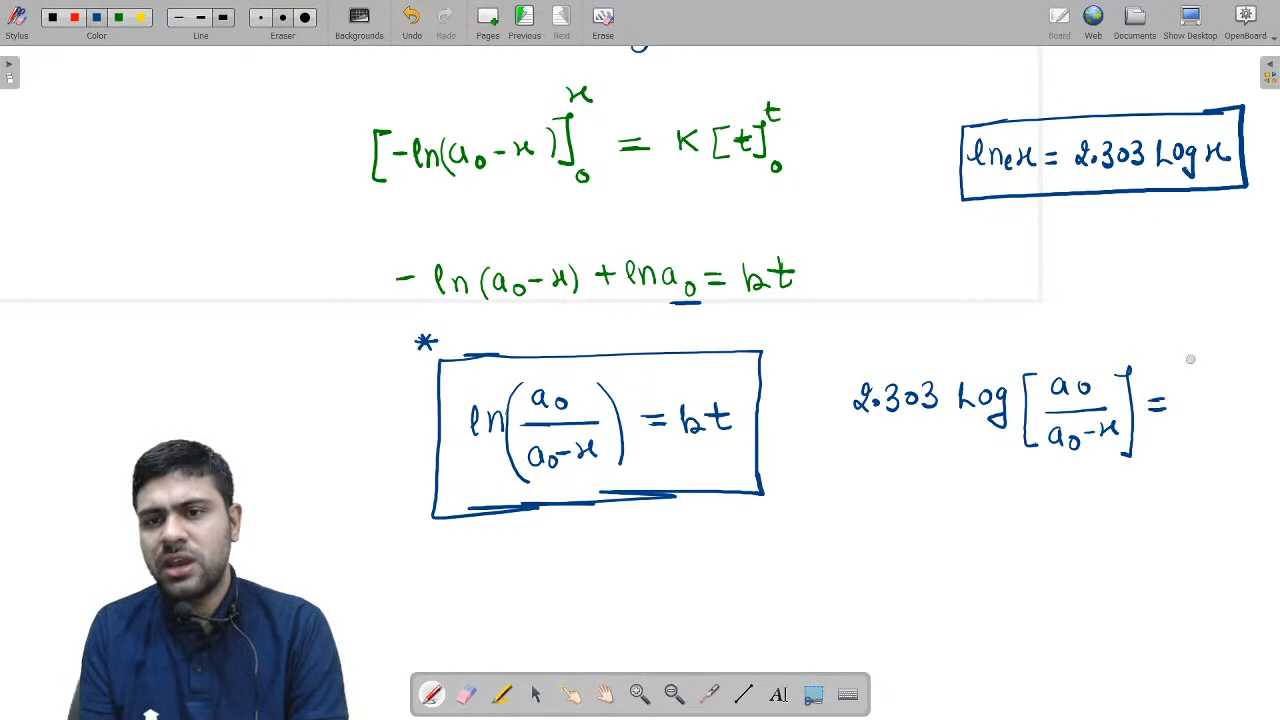 Stylus Color Line Eraser Backgrounds Undo Redo Pages Previous Next Erase Board Web Documents Show Desktop OpenBoard
[-ln(a₀-x)]₀ˣ = K[t]₀ᵗ
lnₑx = 2.303 Log x
- ln(a₀-x) + ln a₀ = kt
*
ln(a₀/(a₀-x)) = kt
2.303 Log [a₀/(a₀-x)] =
AI